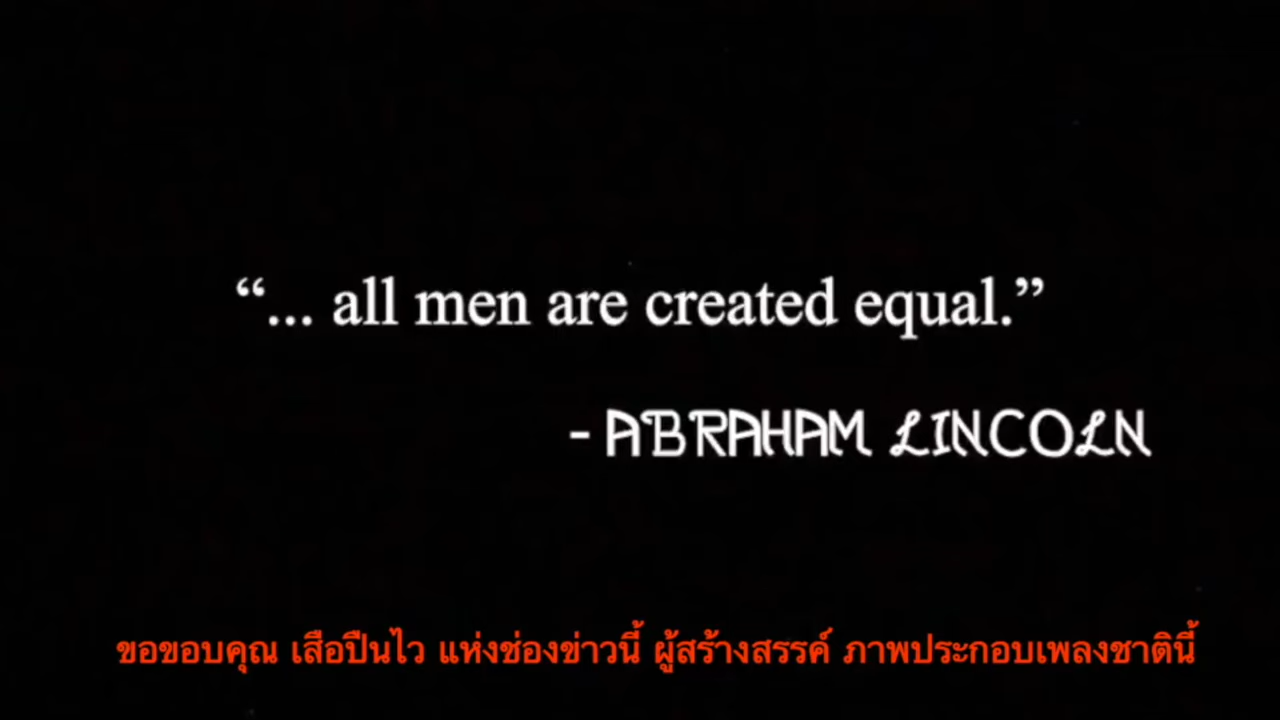 “... all men are created equal.”
- ABRAHAM LINCOLN
ขอขอบคุณ เสือปืนไว แห่งช่องข่าวนี้ ผู้สร้างสรรค์ ภาพประกอบเพลงชาตินี้